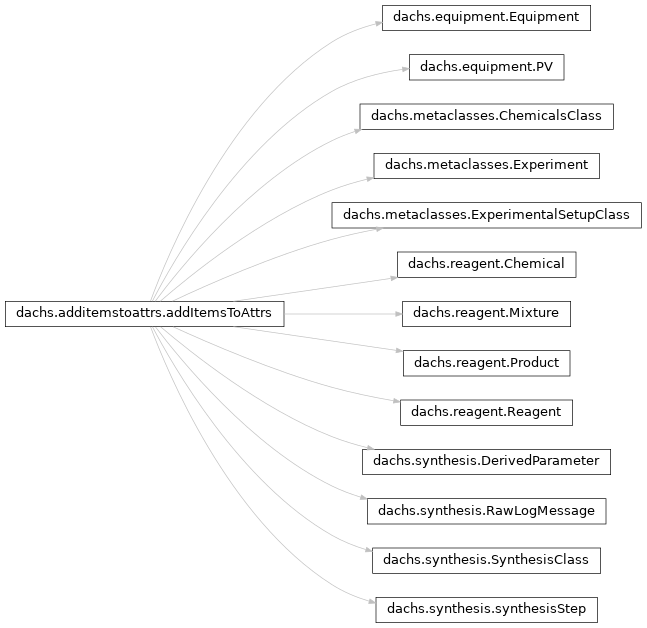 dachs.equipment.Equipment
dachs.equipment.PV
dachs.metaclasses.ChemicalsClass
dachs.metaclasses.Experiment
dachs.metaclasses.ExperimentalSetupClass
dachs.reagent.Chemical
dachs.additemstoattrs.addItemsToAttrs
dachs.reagent.Mixture
dachs.reagent.Product
dachs.reagent.Reagent
dachs.synthesis.DerivedParameter
dachs.synthesis.RawLogMessage
dachs.synthesis.SynthesisClass
dachs.synthesis.synthesisStep